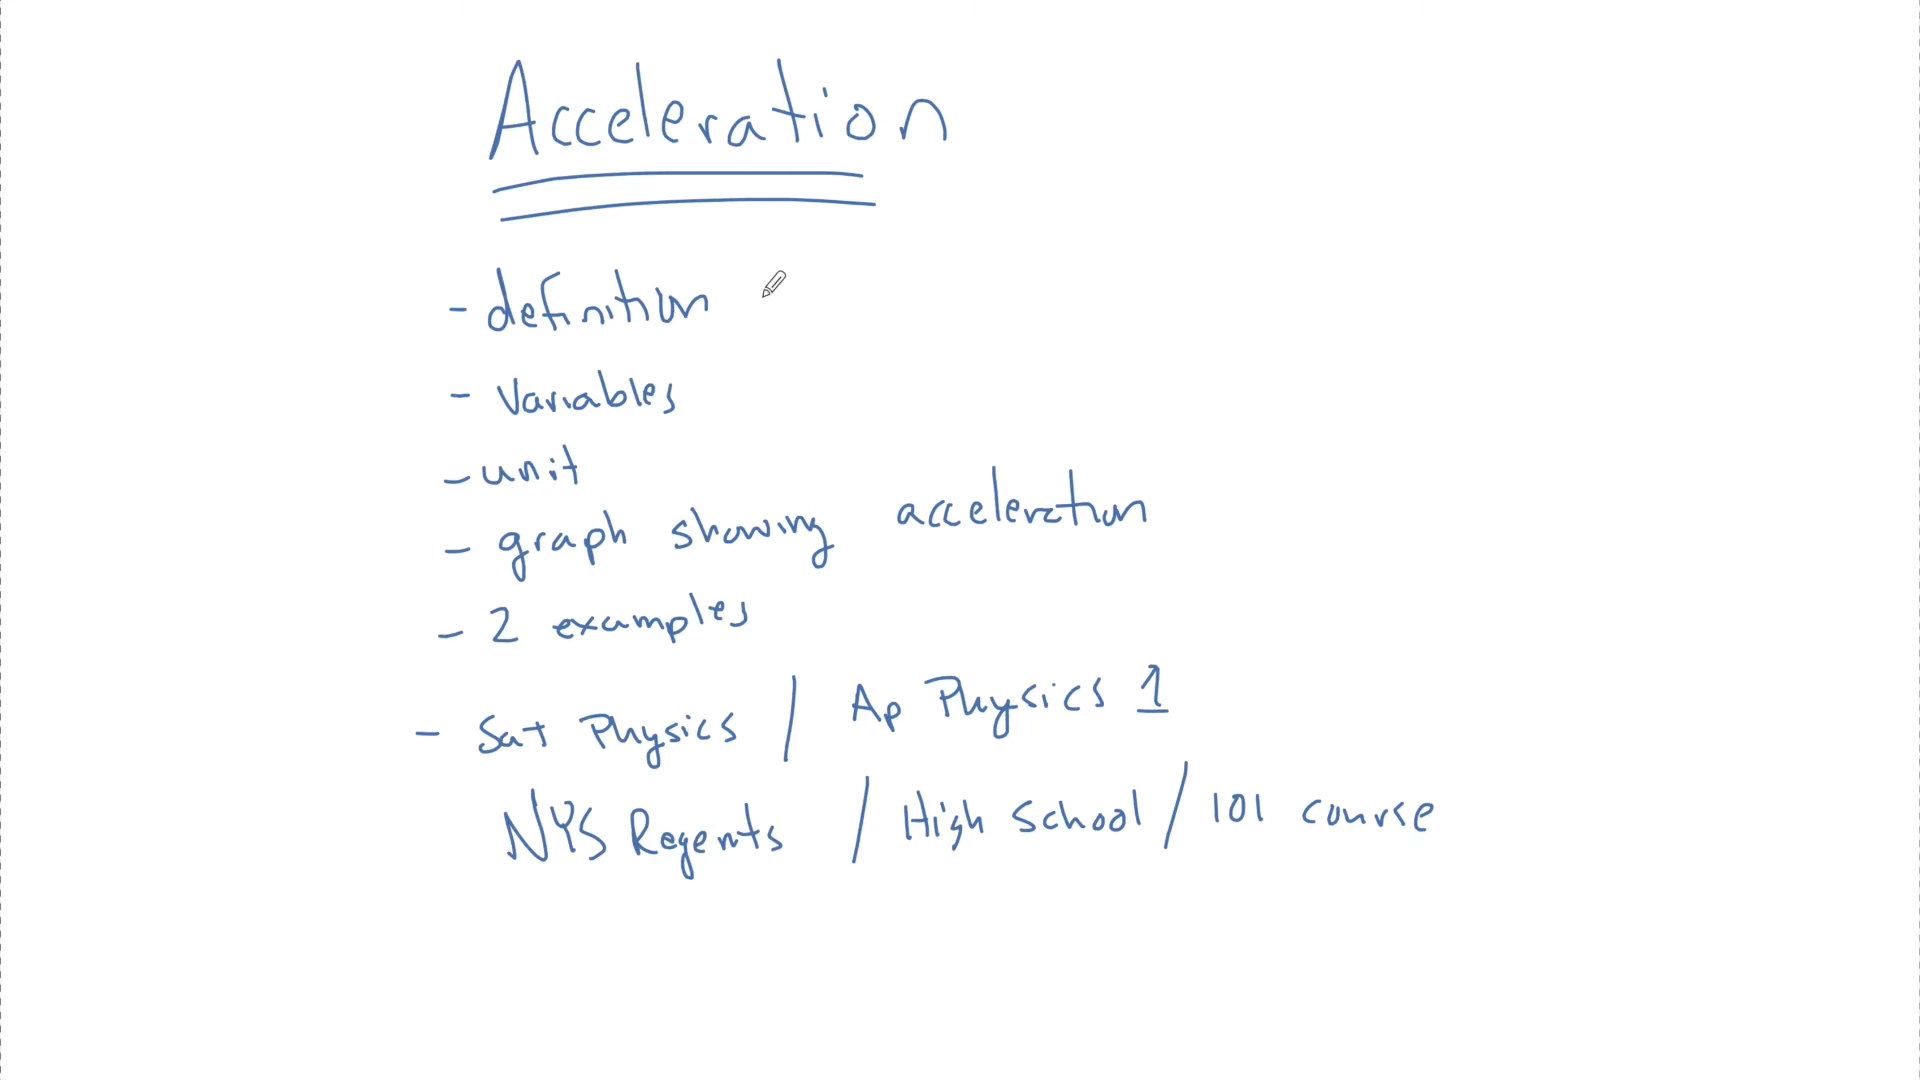 Acceleration
- definition
- Variables
- unit
- graph showing acceleration
- 2 examples
- Sat Physics / Ap Physics 1
NYS Regents / High School / 101 course